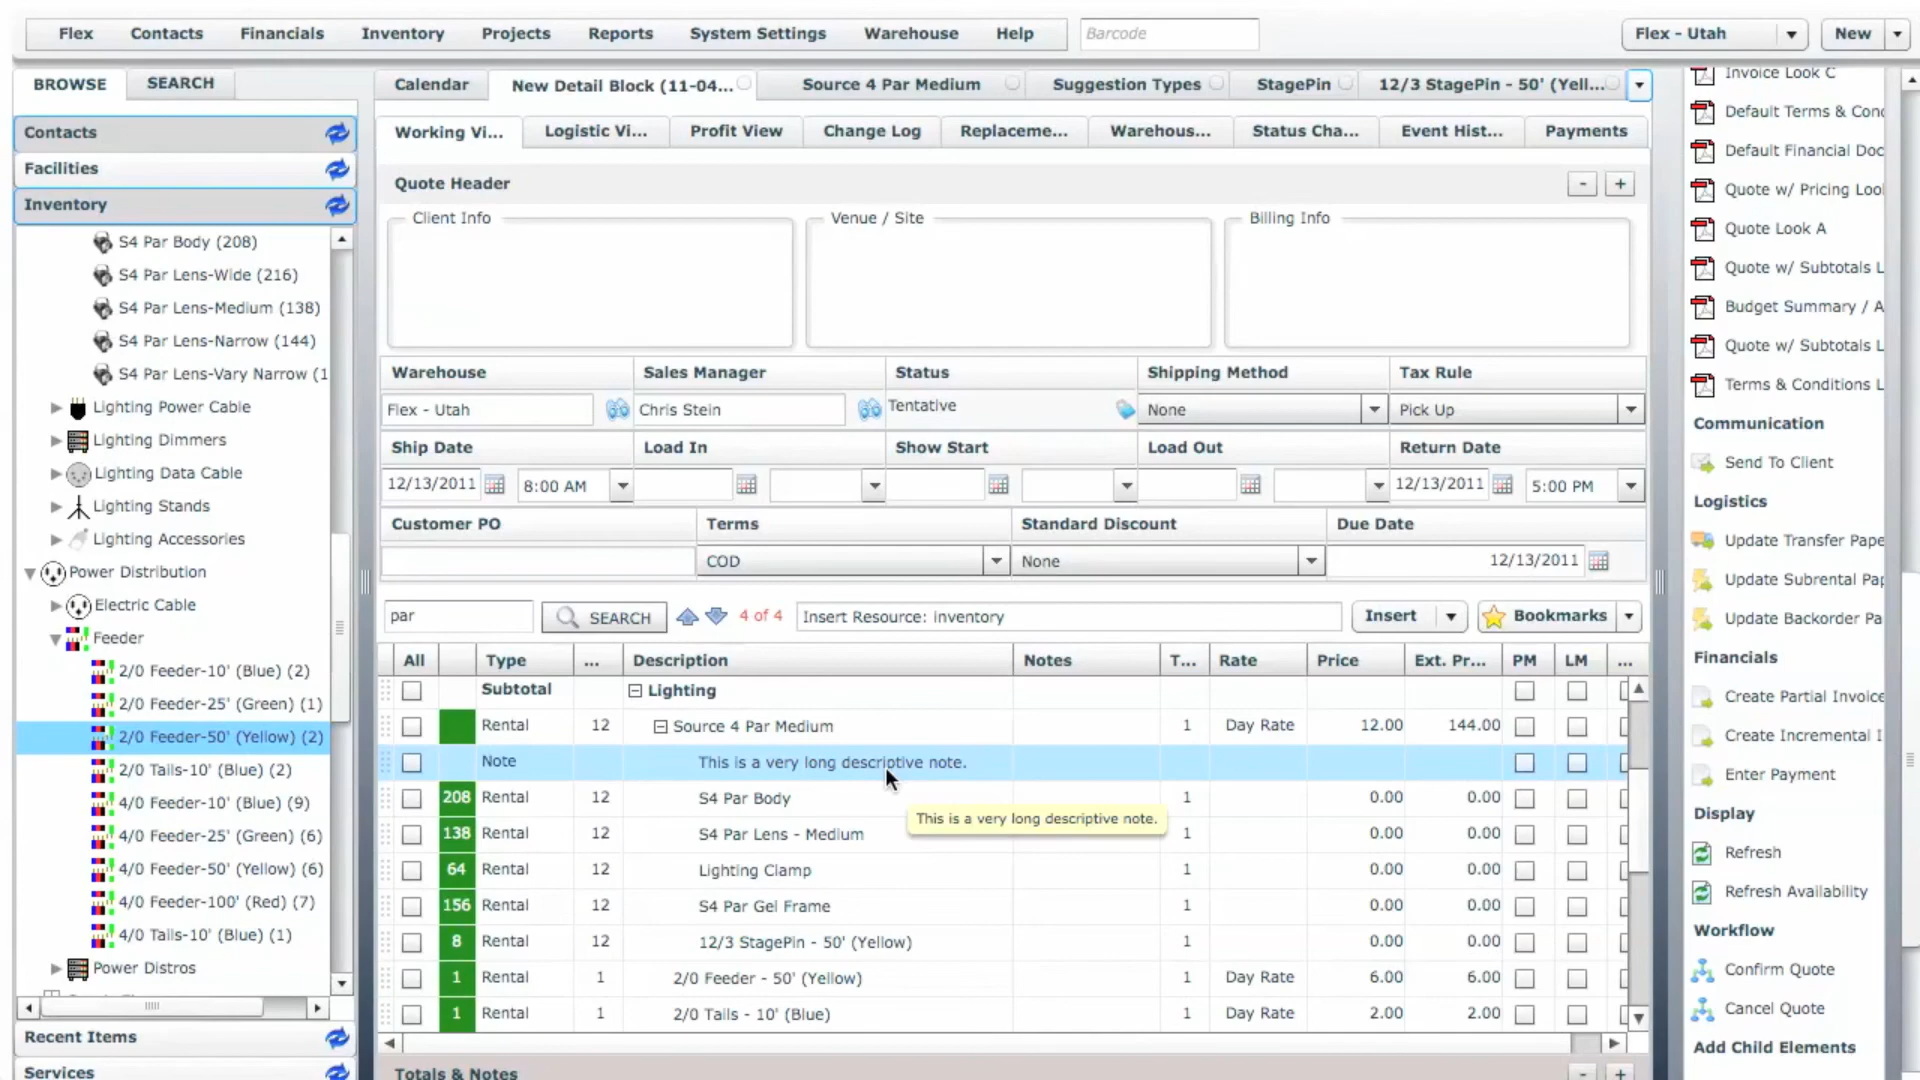 Flex Contacts Financials Inventory Projects Reports System Settings Warehouse Help Barcode Flex - Utah New
BROWSE SEARCH
Contacts
Facilities
Inventory
S4 Par Body (208)
S4 Par Lens-Wide (216)
S4 Par Lens-Medium (138)
S4 Par Lens-Narrow (144)
S4 Par Lens-Vary Narrow (1
Lighting Power Cable
Lighting Dimmers
Lighting Data Cable
Lighting Stands
Lighting Accessories
Power Distribution
Electric Cable
Feeder
2/0 Feeder-10' (Blue) (2)
2/0 Feeder-25' (Green) (1)
2/0 Feeder-50' (Yellow) (2)
2/0 Tails-10' (Blue) (2)
4/0 Feeder-10' (Blue) (9)
4/0 Feeder-25' (Green) (6)
4/0 Feeder-50' (Yellow) (6)
4/0 Feeder-100' (Red) (7)
4/0 Tails-10' (Blue) (1)
Power Distros
Recent Items
Services
Calendar New Detail Block (11-04... Source 4 Par Medium Suggestion Types StagePin 12/3 StagePin - 50' (Yell...
Working Vi... Logistic Vi... Profit View Change Log Replaceme... Warehous... Status Cha... Event Hist... Payments
Quote Header - +
Client Info Venue / Site Billing Info
Warehouse Sales Manager Status Shipping Method Tax Rule
Flex - Utah Chris Stein Tentative None Pick Up
Ship Date Load In Show Start Load Out Return Date
12/13/2011 8:00 AM 12/13/2011 5:00 PM
Customer PO Terms Standard Discount Due Date
COD None 12/13/2011
par SEARCH 4 of 4 Insert Resource: inventory Insert Bookmarks
All Type ... Description Notes T... Rate Price Ext. Pr... PM LM ...
Subtotal Lighting
Rental 12 Source 4 Par Medium 1 Day Rate 12.00 144.00
Note This is a very long descriptive note.
208 Rental 12 S4 Par Body 1 0.00 0.00
This is a very long descriptive note.
138 Rental 12 S4 Par Lens - Medium 1 0.00 0.00
64 Rental 12 Lighting Clamp 1 0.00 0.00
156 Rental 12 S4 Par Gel Frame 1 0.00 0.00
8 Rental 12 12/3 StagePin - 50' (Yellow) 1 0.00 0.00
1 Rental 1 2/0 Feeder - 50' (Yellow) 1 Day Rate 6.00 6.00
1 Rental 1 2/0 Tails - 10' (Blue) 1 Day Rate 2.00 2.00
Totals & Notes - +
Invoice Look C
Default Terms & Con
Default Financial Doc
Quote w/ Pricing Loo
Quote Look A
Quote w/ Subtotals L
Budget Summary / A
Quote w/ Subtotals L
Terms & Conditions L
Communication
Send To Client
Logistics
Update Transfer Pape
Update Subrental Pap
Update Backorder Pa
Financials
Create Partial Invoice
Create Incremental I
Enter Payment
Display
Refresh
Refresh Availability
Workflow
Confirm Quote
Cancel Quote
Add Child Elements